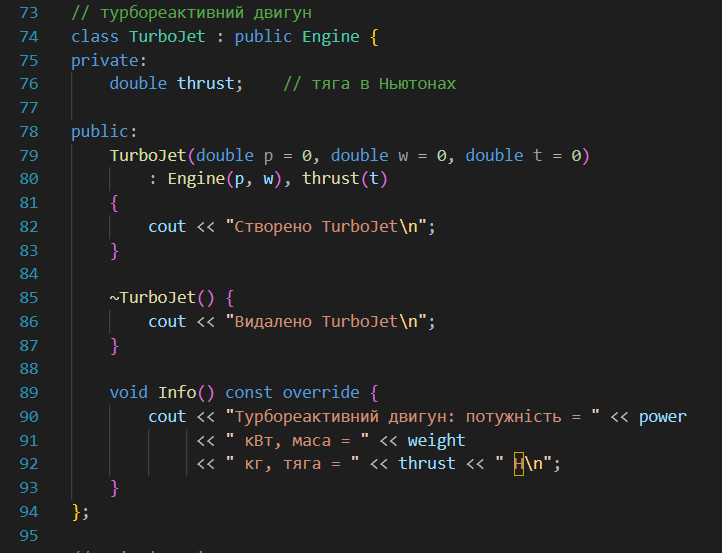 73 // турбореактивний двигун
74 class TurboJet : public Engine {
75 private:
76     double thrust;    // тяга в Ньютонах
77
78 public:
79     TurboJet(double p = 0, double w = 0, double t = 0)
80         : Engine(p, w), thrust(t)
81     {
82         cout << "Створено TurboJet\n";
83     }
84
85     ~TurboJet() {
86         cout << "Видалено TurboJet\n";
87     }
88
89     void Info() const override {
90         cout << "Турбореактивний двигун: потужність = " << power
91              << " кВт, маса = " << weight
92              << " кг, тяга = " << thrust << " Н\n";
93     }
94 };
95